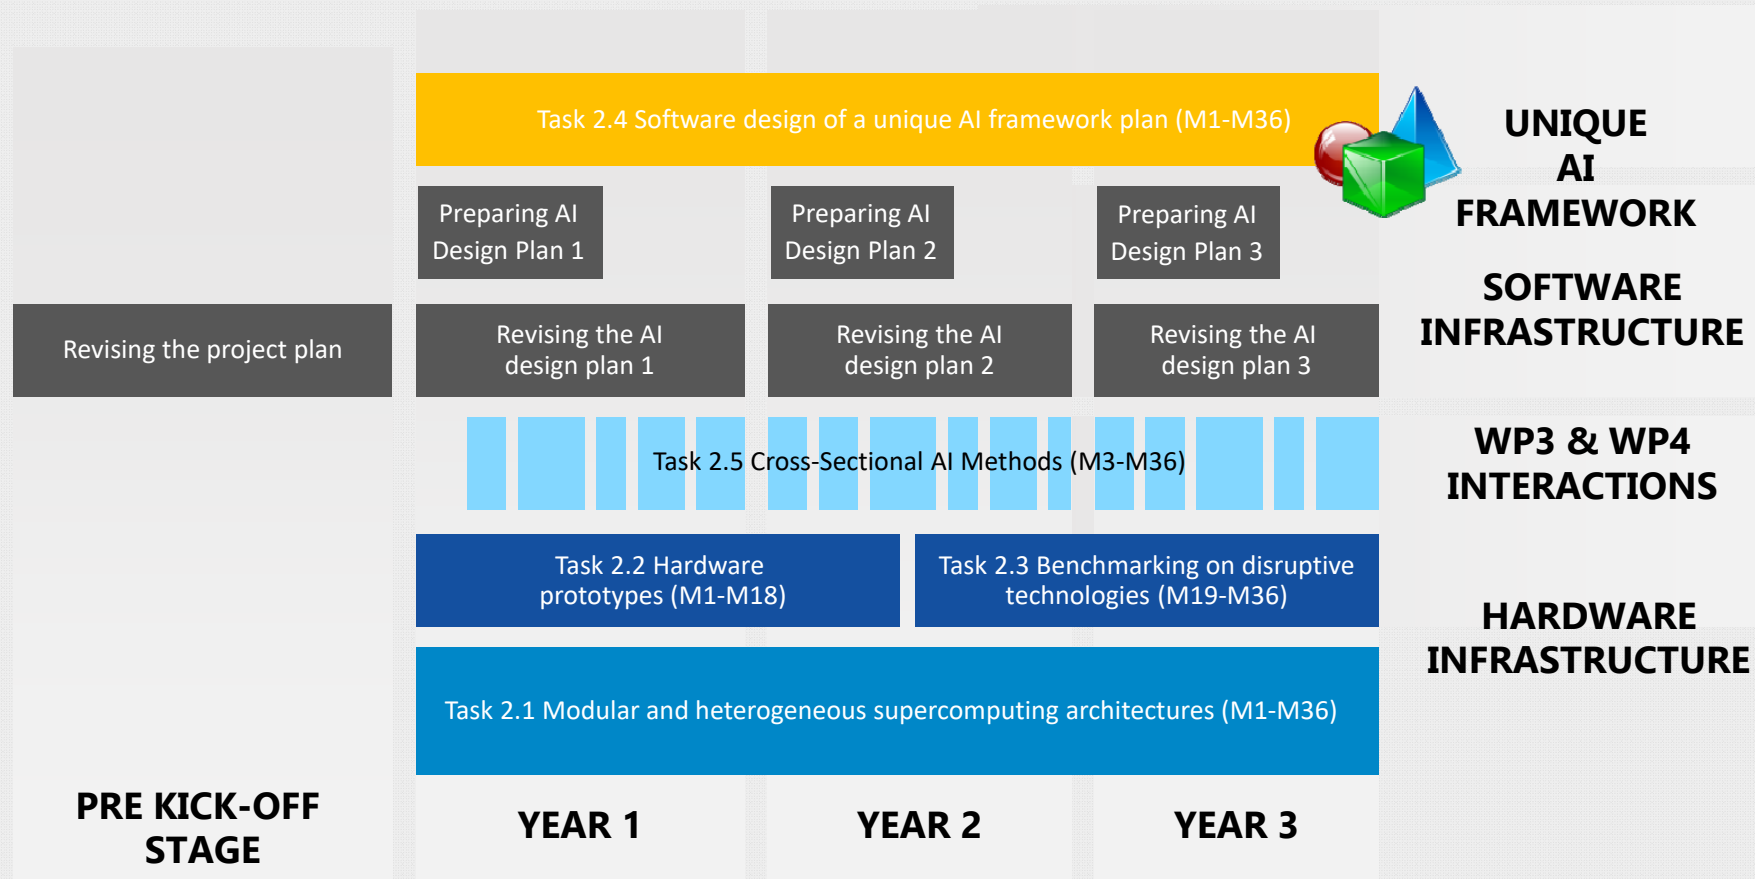 Task 2.4 Software design of a unique AI framework plan (M1-M36)
UNIQUE
AI
FRAMEWORK
Preparing AI
Design Plan 1
Preparing AI
Design Plan 2
Preparing AI
Design Plan 3
SOFTWARE
INFRASTRUCTURE
Revising the project plan
Revising the AI
design plan 1
Revising the AI
design plan 2
Revising the AI
design plan 3
Task 2.5 Cross-Sectional AI Methods (M3-M36)
WP3 & WP4
INTERACTIONS
Task 2.2 Hardware
prototypes (M1-M18)
Task 2.3 Benchmarking on disruptive
technologies (M19-M36)
HARDWARE
INFRASTRUCTURE
Task 2.1 Modular and heterogeneous supercomputing architectures (M1-M36)
PRE KICK-OFF
STAGE
YEAR 1
YEAR 2
YEAR 3